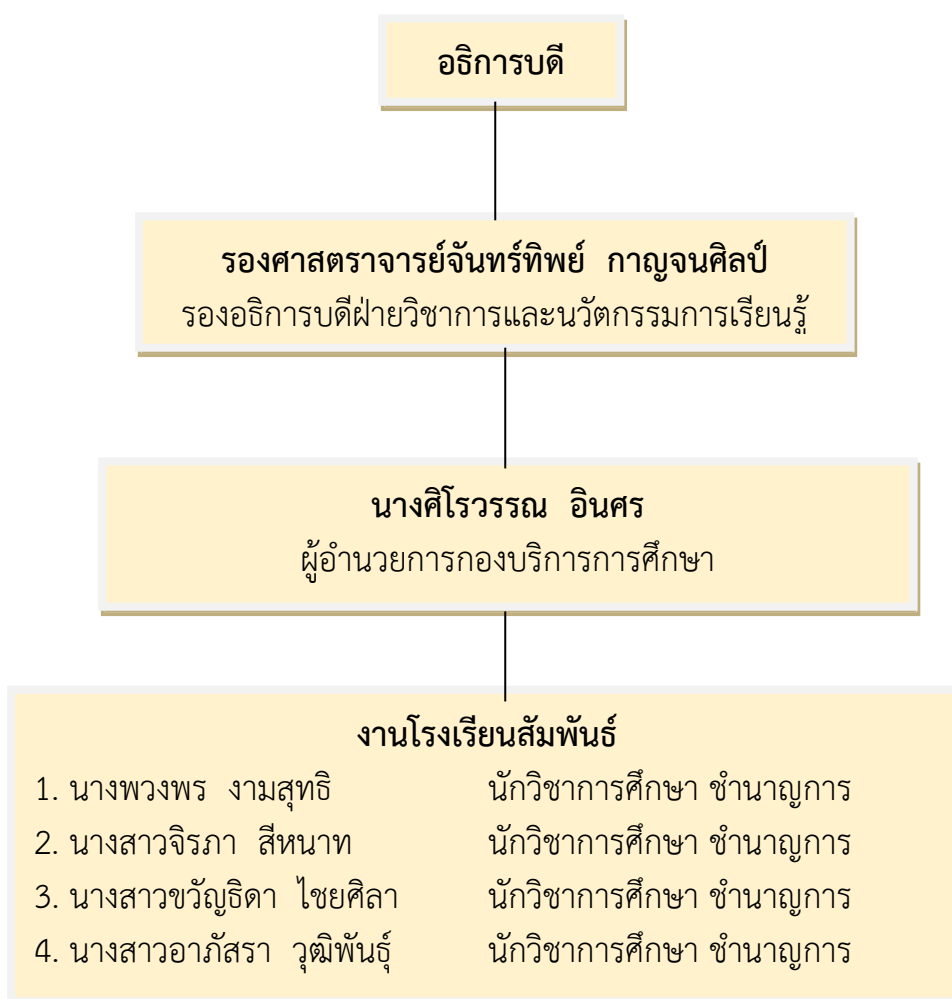 อธิการบดี
รองศาสตราจารย์จันทร์ทิพย์ กาญจนศิลป์
รองอธิการบดีฝ่ายวิชาการและนวัตกรรมการเรียนรู้
นางศิโรวรรณ อินศร
ผู้อำนวยการกองบริการการศึกษา
งานโรงเรียนสัมพันธ์
1. นางพวงพร งามสุทธิ นักวิชาการศึกษา ชำนาญการ
2. นางสาวจิรภา สีหนาท นักวิชาการศึกษา ชำนาญการ
3. นางสาวขวัญธิดา ไชยศิลา นักวิชาการศึกษา ชำนาญการ
4. นางสาวอาภัสรา วุฒิพันธุ์ นักวิชาการศึกษา ชำนาญการ